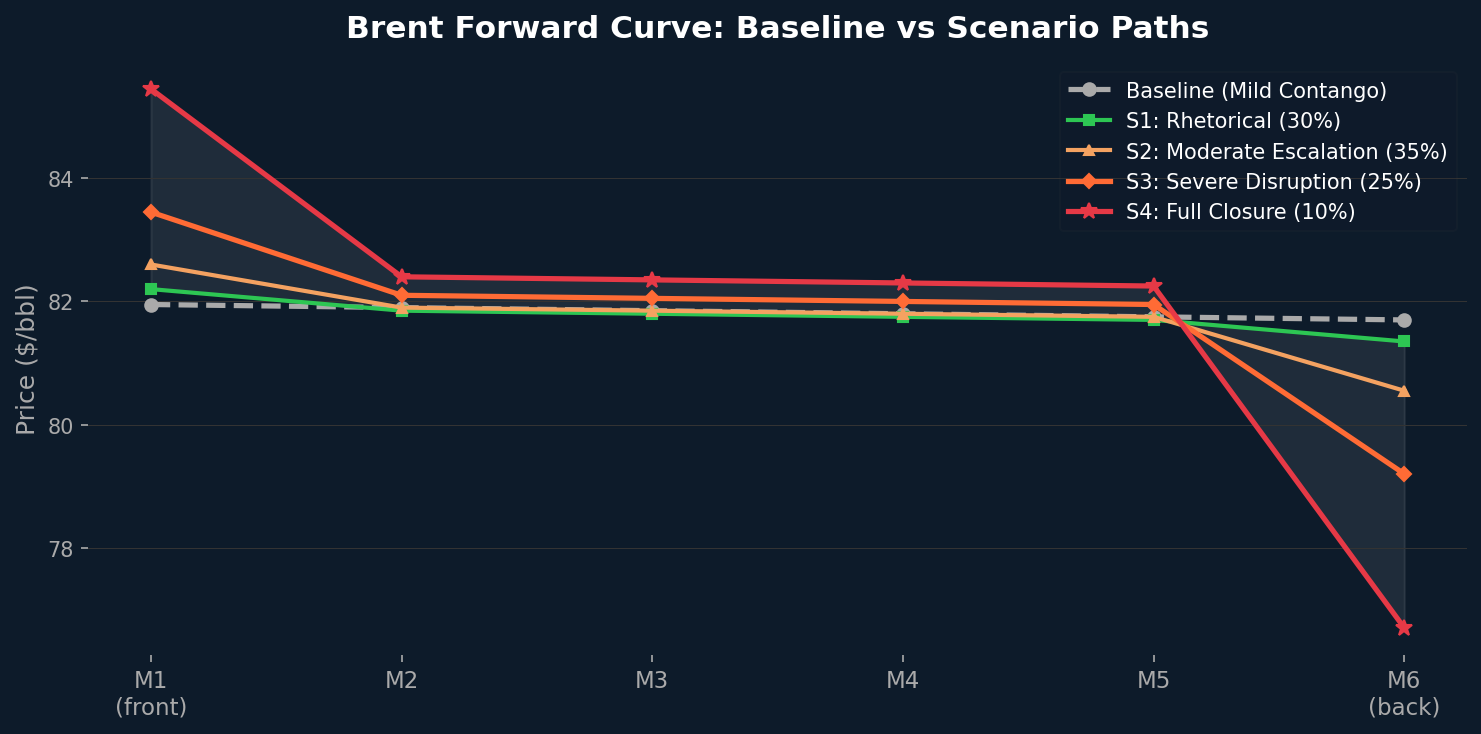 Brent Forward Curve: Baseline vs Scenario Paths
Baseline (Mild Contango)
S1: Rhetorical (30%)
S2: Moderate Escalation (35%)
S3: Severe Disruption (25%)
S4: Full Closure (10%)
Price ($/bbl)
84
82
80
78
M1
(front)
M2
M3
M4
M5
M6
(back)